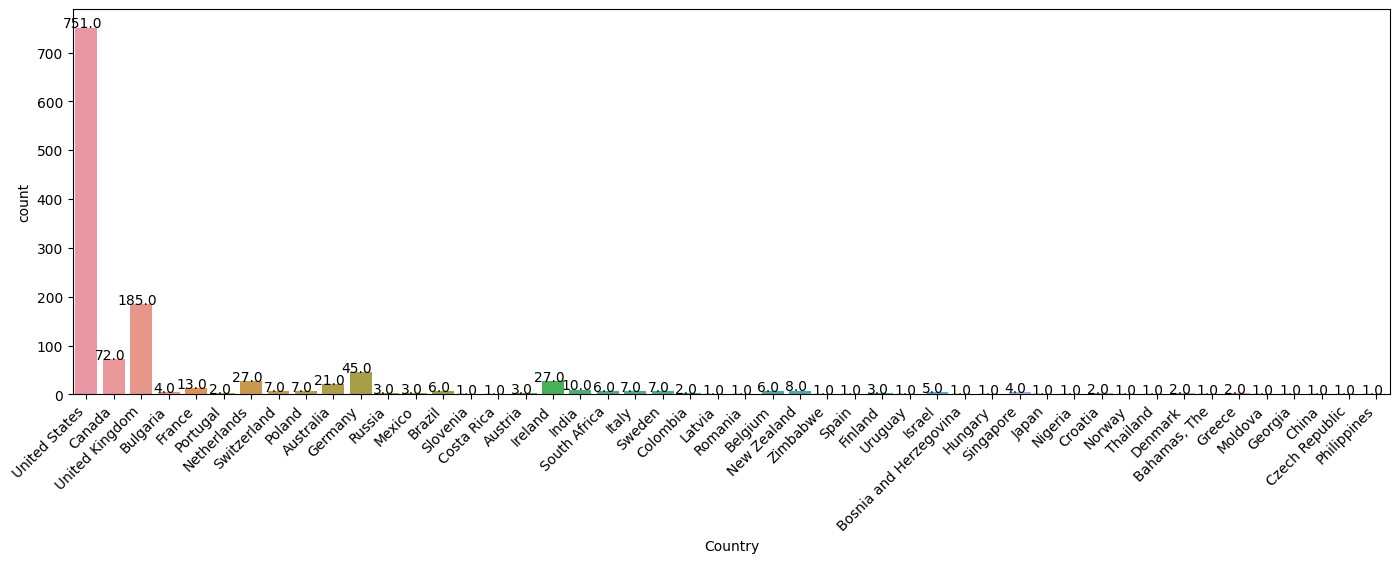 751.0
700
600
500
400
300
200
100
0
count
72.0
185.0
4.0
13.0
2.0
27.0
7.0
7.0
21.0
45.0
3.0
3.0
6.0
1.0
1.0
3.0
27.0
10.0
6.0
7.0
7.0
2.0
1.0
1.0
6.0
8.0
1.0
1.0
3.0
1.0
5.0
1.0
1.0
4.0
1.0
1.0
2.0
1.0
1.0
2.0
1.0
2.0
1.0
1.0
1.0
1.0
1.0
United States
Canada
United Kingdom
Bulgaria
France
Portugal
Netherlands
Switzerland
Poland
Australia
Germany
Russia
Mexico
Brazil
Slovenia
Costa Rica
Austria
Ireland
India
South Africa
Italy
Sweden
Colombia
Latvia
Romania
Belgium
New Zealand
Zimbabwe
Spain
Finland
Uruguay
Israel
Bosnia and Herzegovina
Hungary
Singapore
Japan
Nigeria
Croatia
Norway
Thailand
Denmark
Bahamas, The
Greece
Moldova
Georgia
China
Czech Republic
Philippines
Country